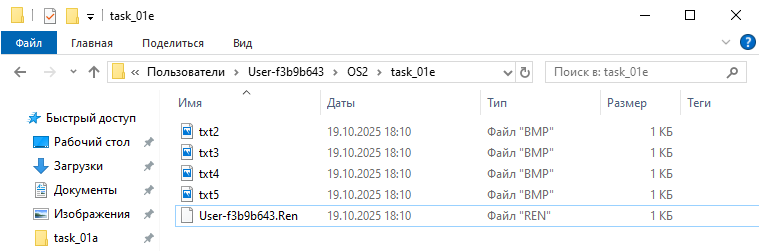 task_01e
Файл Главная Поделиться Вид
« Пользователи › User-f3b9b643 › OS2 › task_01e
Поиск в: task_01e
Имя Даты Тип Размер Теги
Быстрый доступ
Рабочий стол
Загрузки
Документы
Изображения
task_01a
txt2 19.10.2025 18:10 Файл "BMP" 1 КБ
txt3 19.10.2025 18:10 Файл "BMP" 1 КБ
txt4 19.10.2025 18:10 Файл "BMP" 1 КБ
txt5 19.10.2025 18:10 Файл "BMP" 1 КБ
User-f3b9b643.Ren 19.10.2025 18:10 Файл "REN" 1 КБ